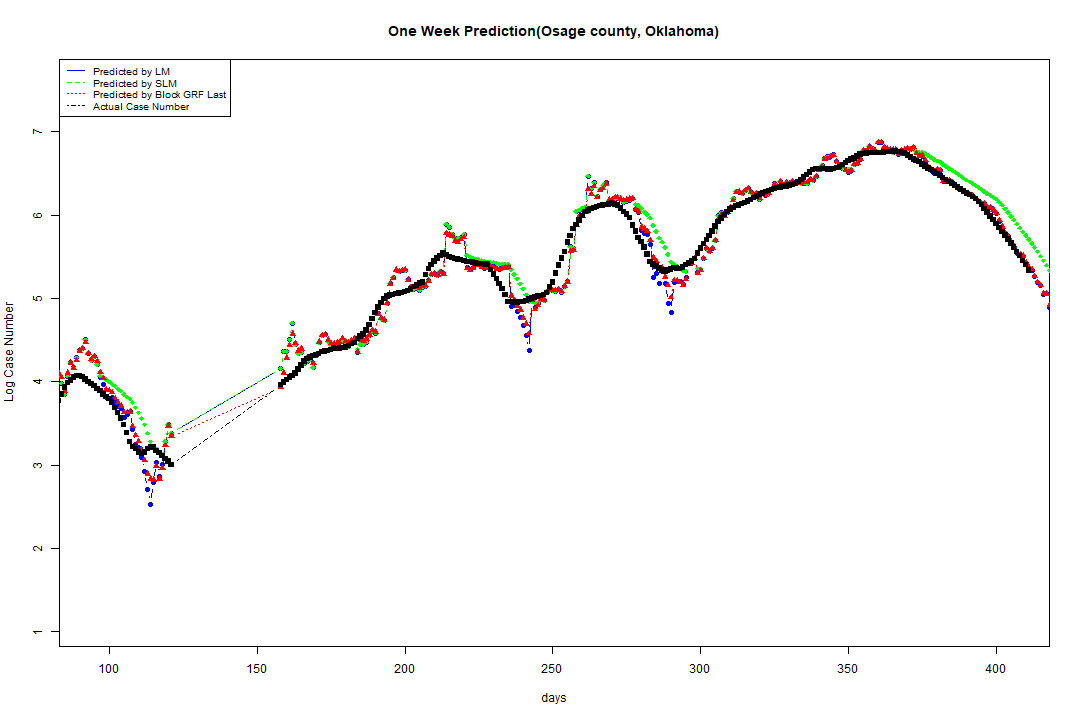 One Week Prediction(Osage county, Oklahoma)
Predicted by LM
Predicted by SLM
Predicted by Block GRF Last
Actual Case Number
7
6
5
4
3
2
1
Log Case Number
100 150 200 250 300 350 400
days